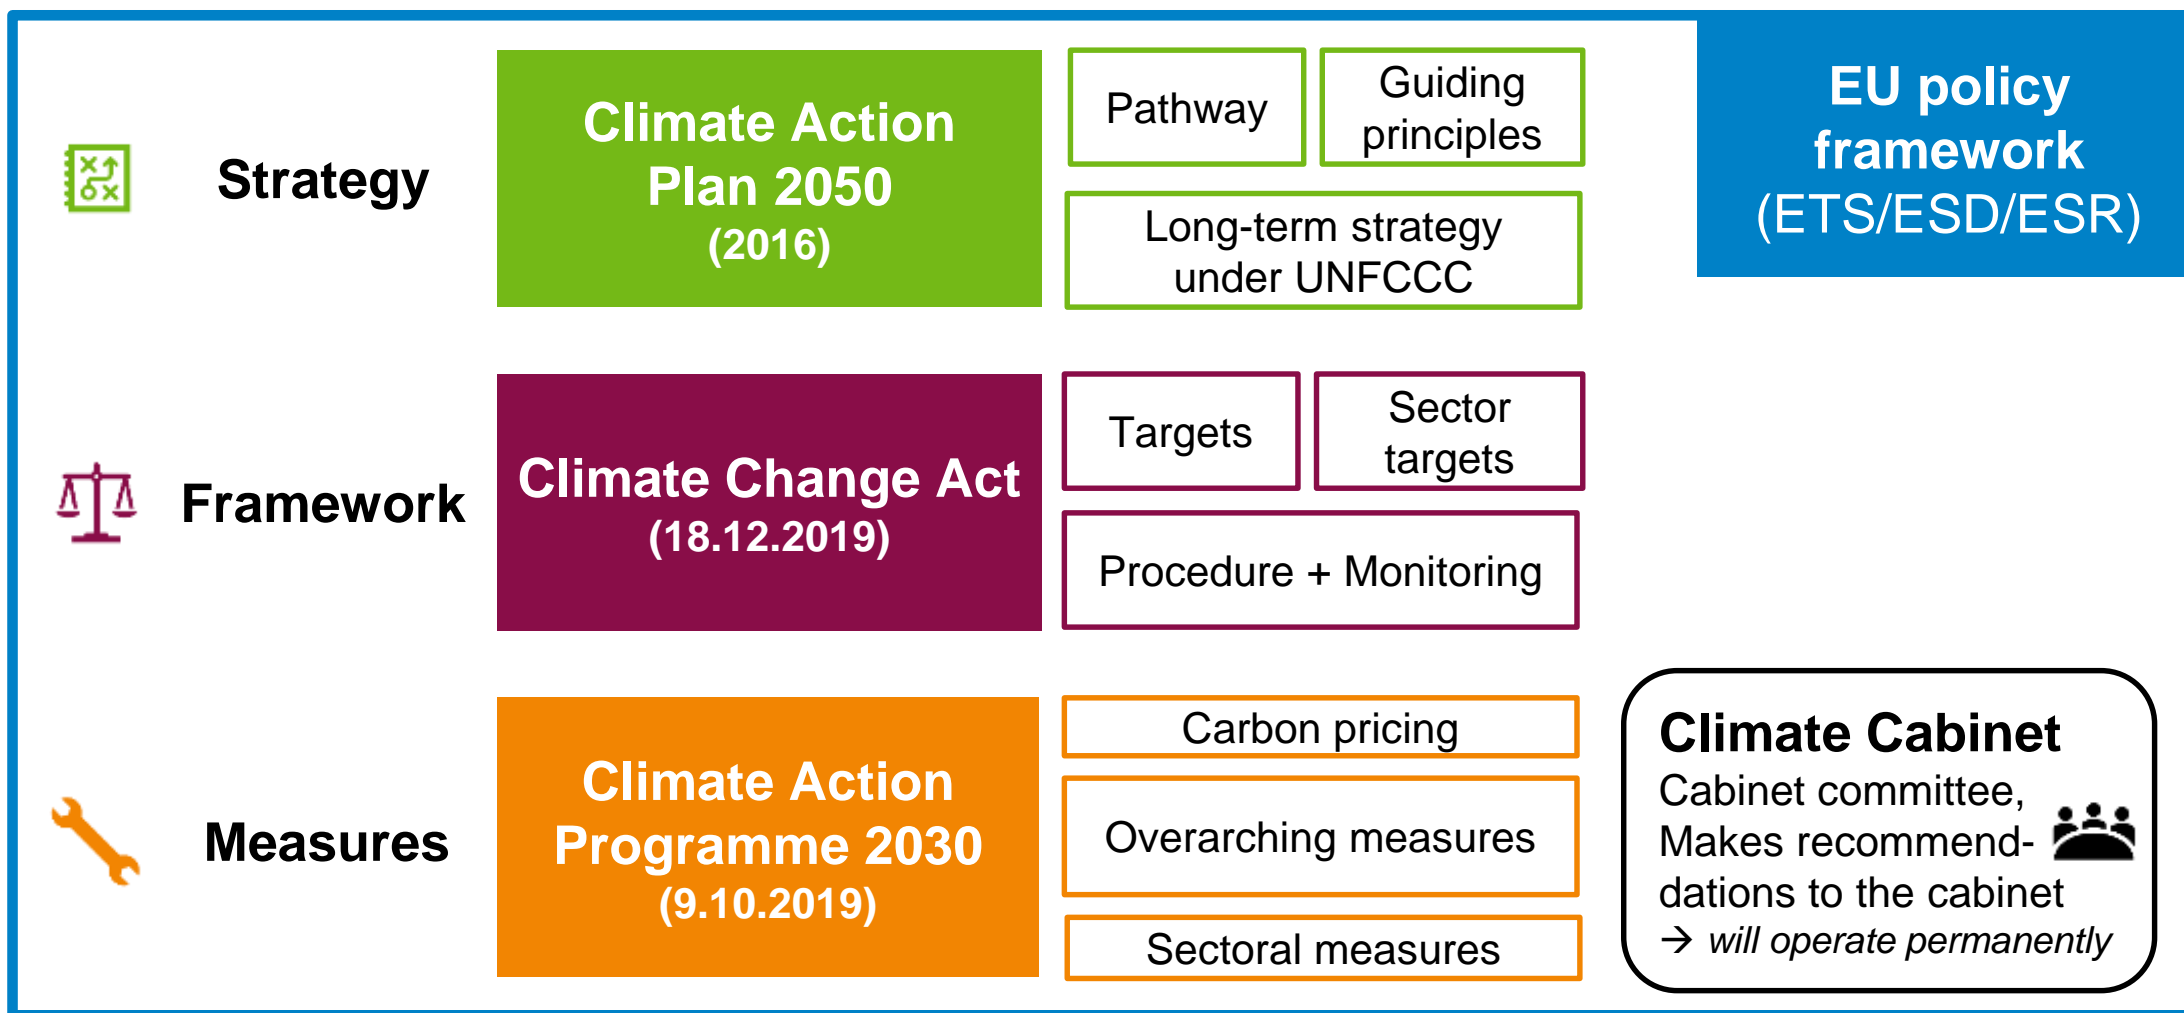 Strategy
Climate Action
Plan 2050
(2016)
Pathway
Guiding
principles
Long-term strategy
under UNFCCC
EU policy
framework
(ETS/ESD/ESR)
Framework
Climate Change Act
(18.12.2019)
Targets
Sector
targets
Procedure + Monitoring
Measures
Climate Action
Programme 2030
(9.10.2019)
Carbon pricing
Overarching measures
Sectoral measures
Climate Cabinet
Cabinet committee,
Makes recommend-
dations to the cabinet
→ will operate permanently